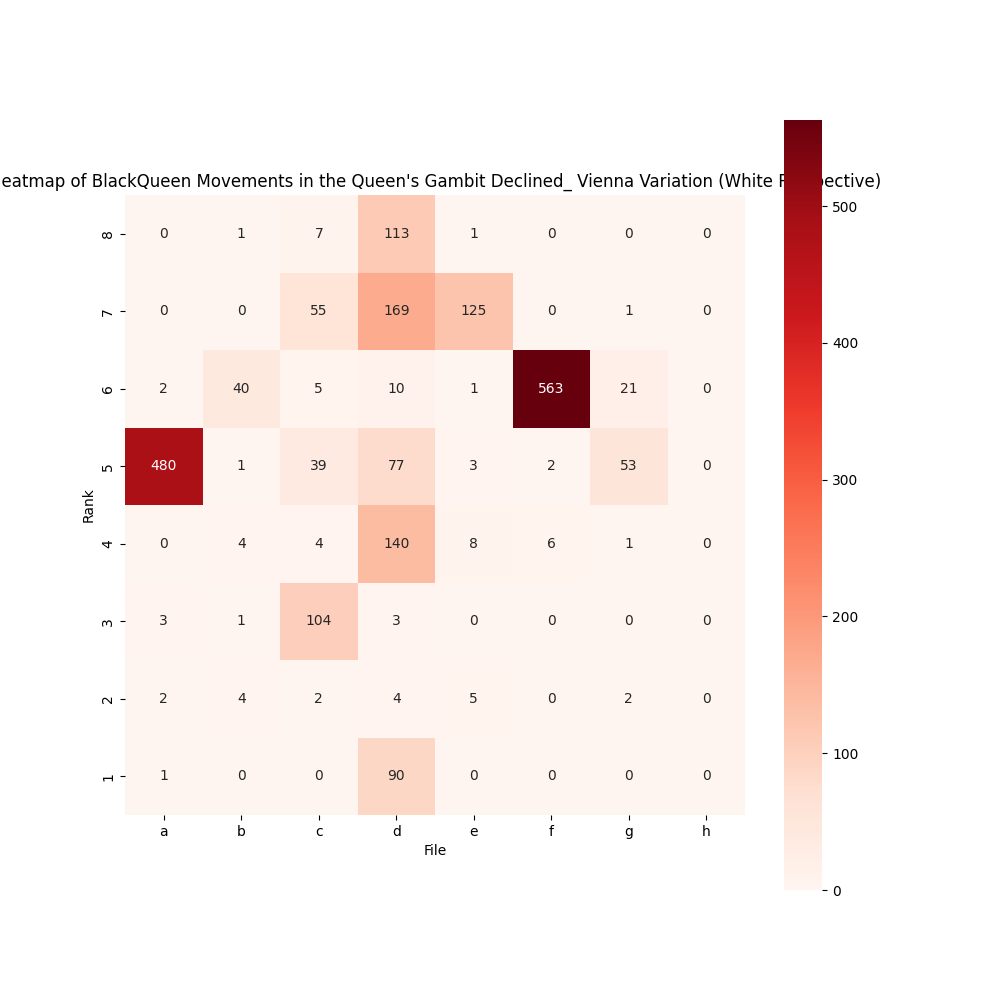 eatmap of BlackQueen Movements in the Queen's Gambit Declined_ Vienna Variation (White spective)
8 0 1 7 113 1 0 0 0
7 0 0 55 169 125 0 1 0
6 2 40 5 10 1 563 21 0
5 480 1 39 77 3 2 53 0
4 0 4 4 140 8 6 1 0
3 3 1 104 3 0 0 0 0
2 2 4 2 4 5 0 2 0
1 1 0 0 90 0 0 0 0
Rank
a b c d e f g h
File
500
400
300
200
100
0